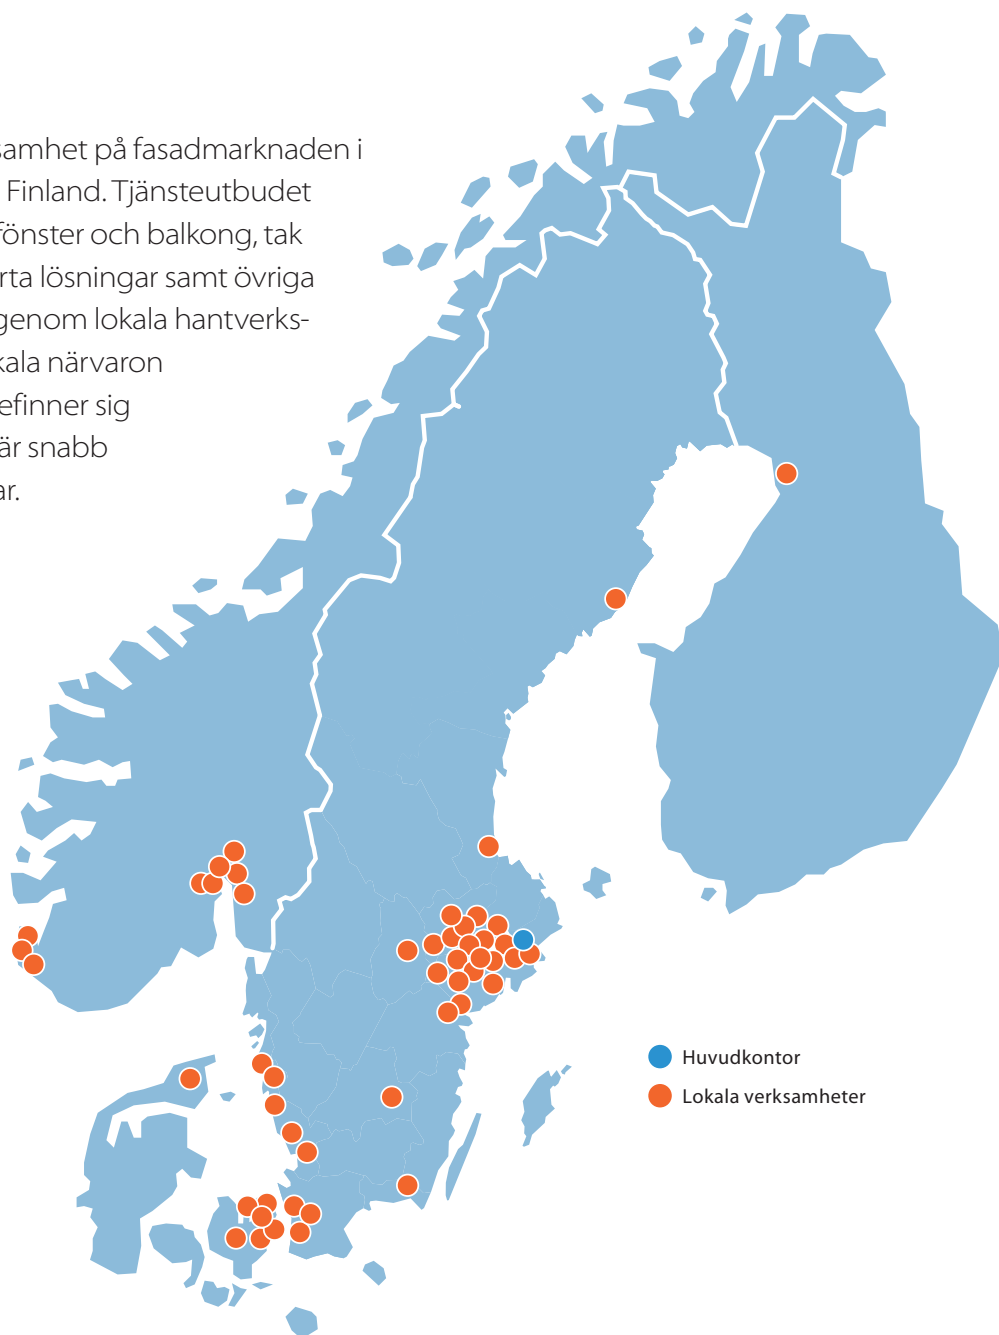 samhet på fasadmarknaden i
Finland. Tjänsteutbudet
fönster och balkong, tak
rta lösningar samt övriga
genom lokala hantverks-
kala närvaron
efinner sig
är snabb
ar.
Huvudkontor
Lokala verksamheter